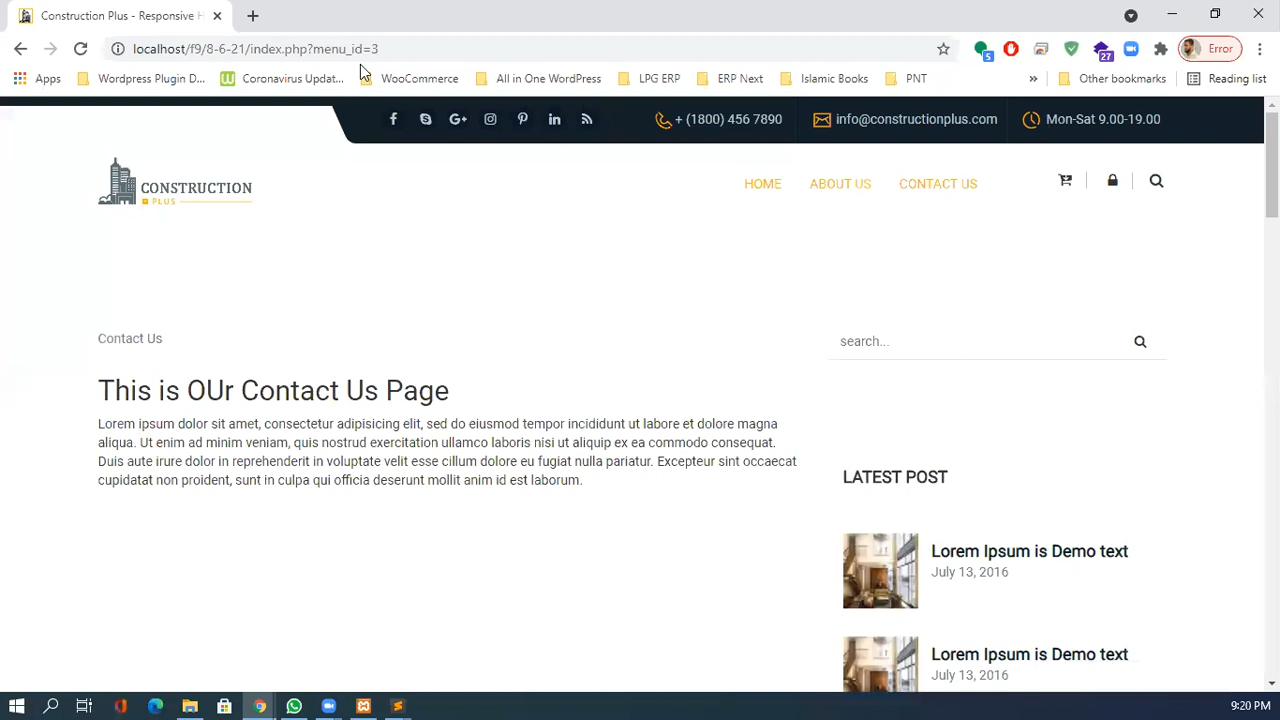 Construction Plus - Responsive H
localhost/f9/8-6-21/index.php?menu_id=3
5
27
Error
Apps
Wordpress Plugin D...
Coronavirus Updat...
WooCommerce
All in One WordPress
LPG ERP
ERP Next
Islamic Books
PNT
»
Other bookmarks
Reading list
+ (1800) 456 7890
info@constructionplus.com
Mon-Sat 9.00-19.00
CONSTRUCTION
PLUS
HOME
ABOUT US
CONTACT US
Contact Us
search...
This is OUr Contact Us Page
Lorem ipsum dolor sit amet, consectetur adipisicing elit, sed do eiusmod tempor incididunt ut labore et dolore magna
aliqua. Ut enim ad minim veniam, quis nostrud exercitation ullamco laboris nisi ut aliquip ex ea commodo consequat.
Duis aute irure dolor in reprehenderit in voluptate velit esse cillum dolore eu fugiat nulla pariatur. Excepteur sint occaecat
cupidatat non proident, sunt in culpa qui officia deserunt mollit anim id est laborum.
LATEST POST
Lorem Ipsum is Demo text
July 13, 2016
Lorem Ipsum is Demo text
July 13, 2016
9:20 PM